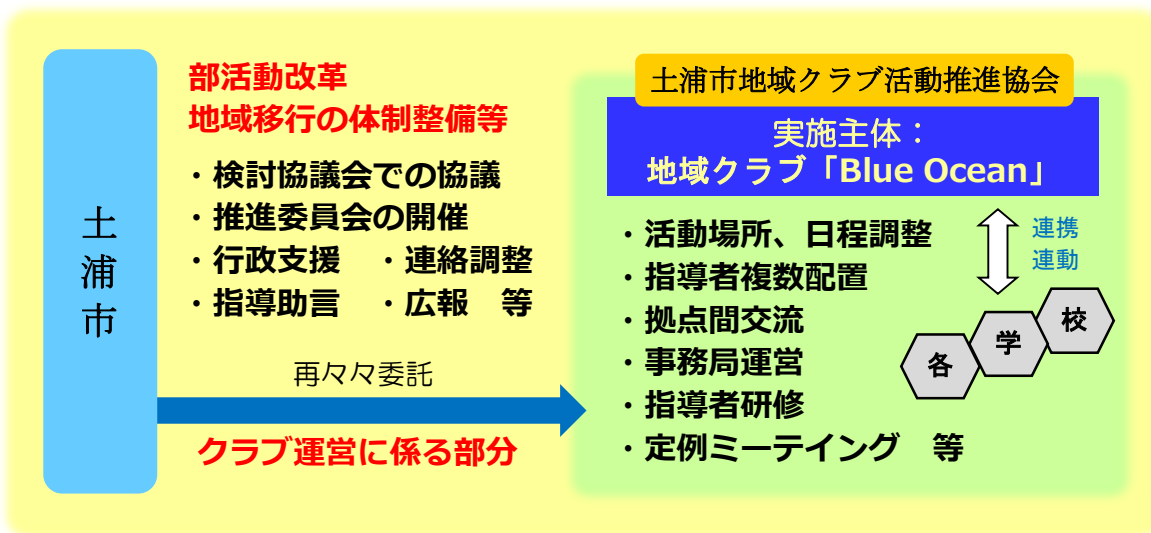 土浦市
部活動改革
地域移行の体制整備等
・検討協議会での協議
・推進委員会の開催
・行政支援　・連絡調整
・指導助言　・広報　等
再々々委託
クラブ運営に係る部分
土浦市地域クラブ活動推進協会
実施主体：
地域クラブ「Blue Ocean」
・活動場所、日程調整
・指導者複数配置
・拠点間交流
・事務局運営
・指導者研修
・定例ミーテイング　等
連携
連動
各学校